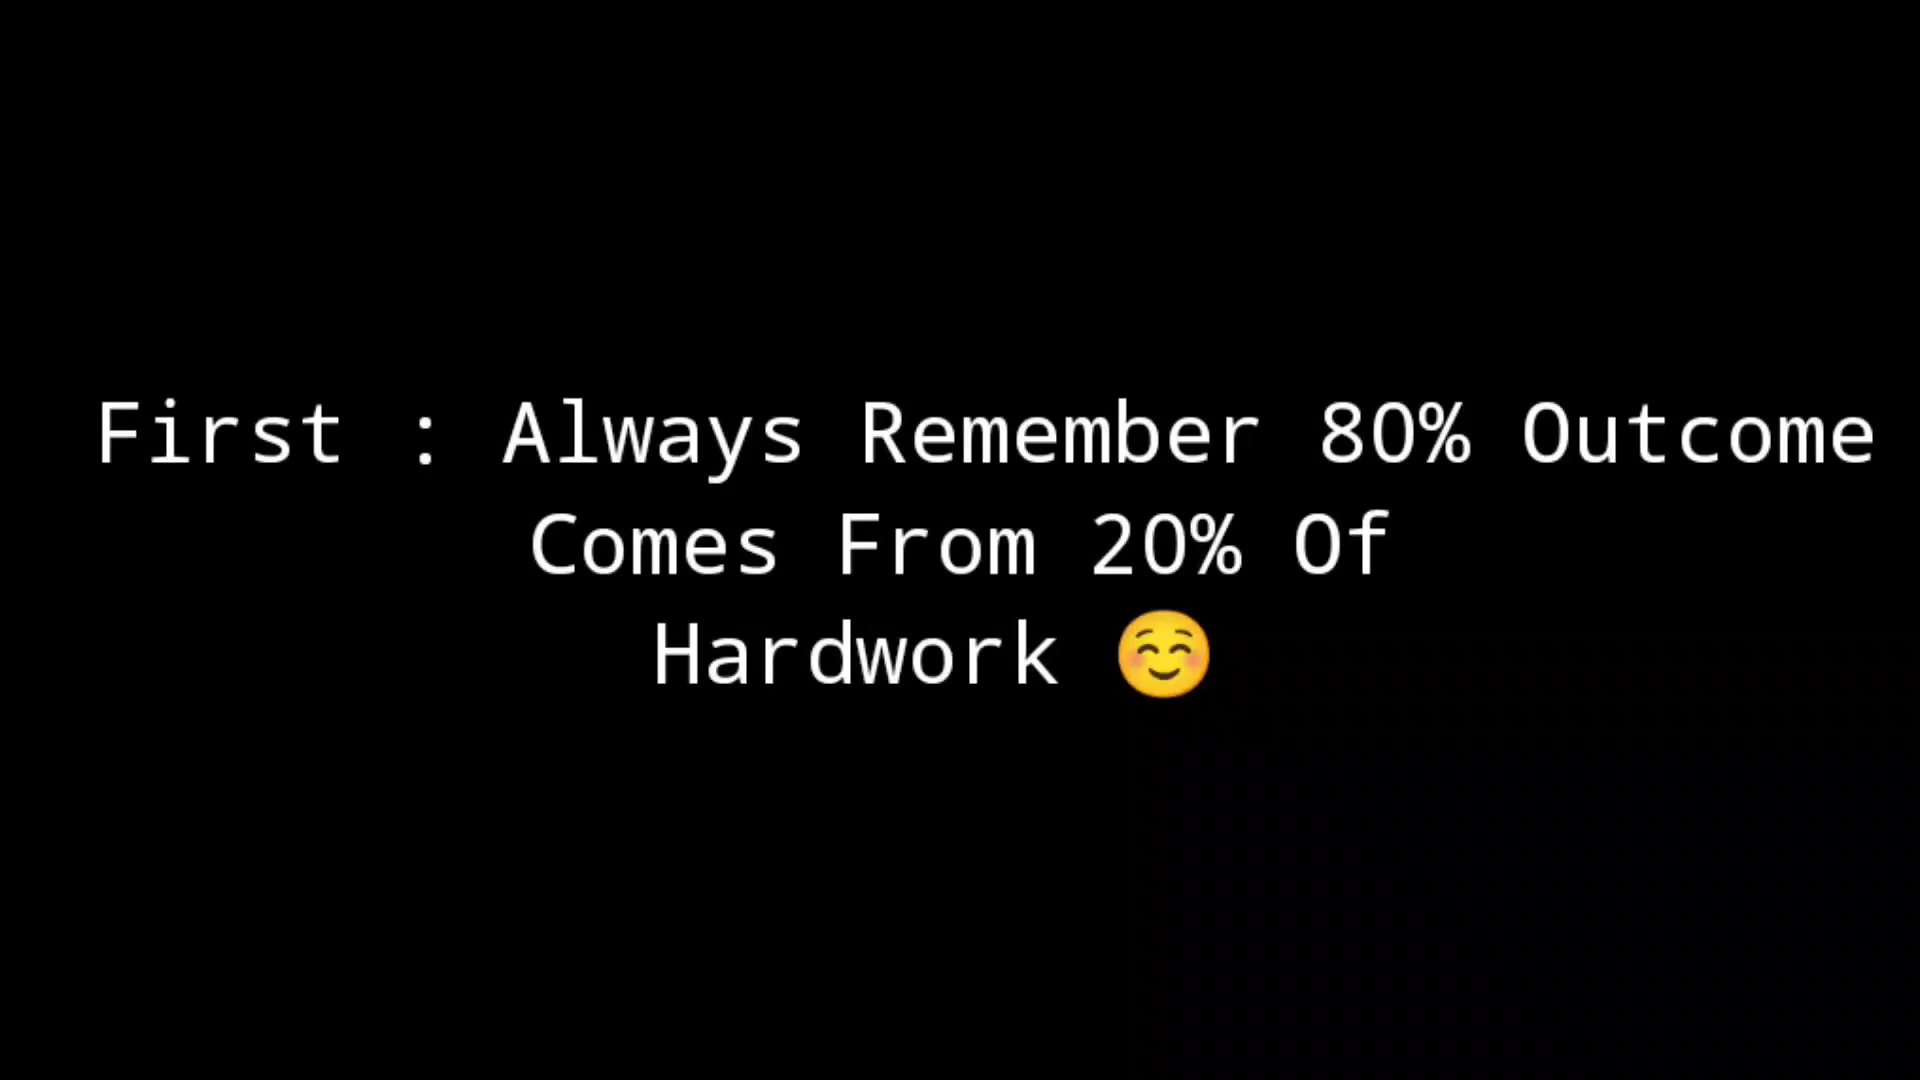 First : Always Remember 80% Outcome
Comes From 20% Of
Hardwork ☺️